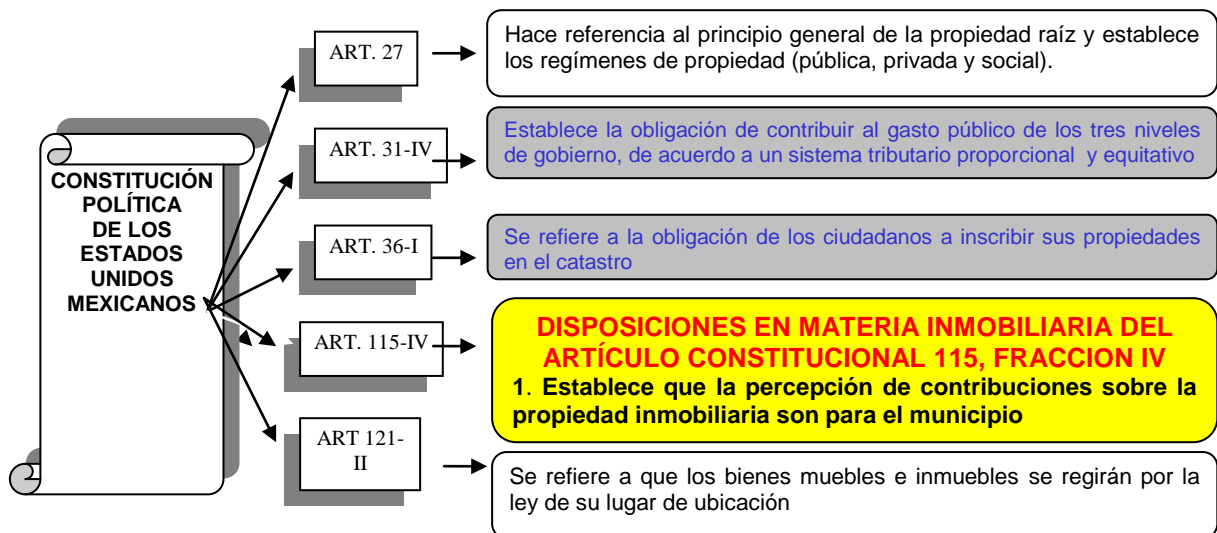 CONSTITUCIÓN
POLÍTICA
DE LOS
ESTADOS
UNIDOS
MEXICANOS
ART. 27
Hace referencia al principio general de la propiedad raíz y establece
los regímenes de propiedad (pública, privada y social).
ART. 31-IV
Establece la obligación de contribuir al gasto público de los tres niveles
de gobierno, de acuerdo a un sistema tributario proporcional y equitativo
ART. 36-I
Se refiere a la obligación de los ciudadanos a inscribir sus propiedades
en el catastro
ART. 115-IV
DISPOSICIONES EN MATERIA INMOBILIARIA DEL
ARTÍCULO CONSTITUCIONAL 115, FRACCION IV
1. Establece que la percepción de contribuciones sobre la
propiedad inmobiliaria son para el municipio
ART 121-
II
Se refiere a que los bienes muebles e inmuebles se regirán por la
ley de su lugar de ubicación